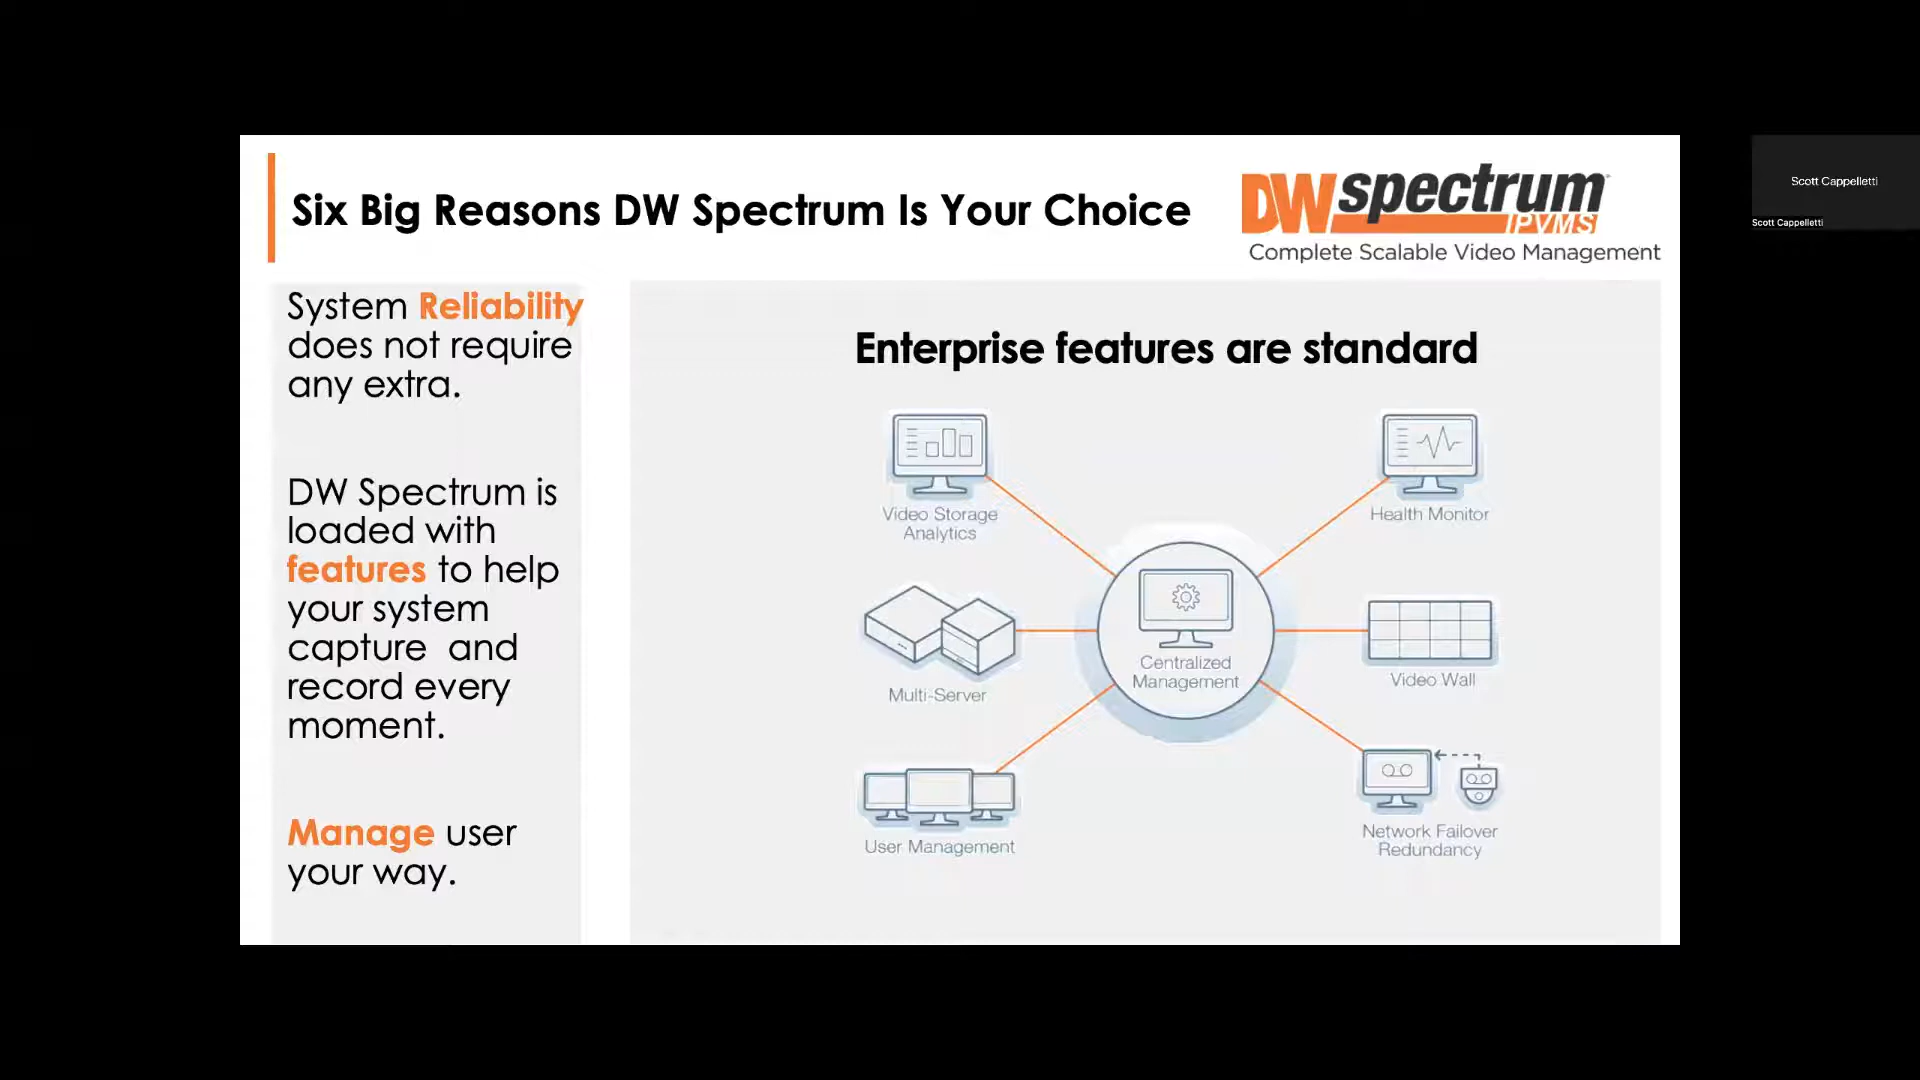 Six Big Reasons DW Spectrum Is Your Choice
DW spectrum
IPVMS
Complete Scalable Video Management
System Reliability
does not require
any extra.
DW Spectrum is
loaded with
features to help
your system
capture  and
record every
moment.
Manage user
your way.
Enterprise features are standard
Video Storage
Analytics
Health Monitor
Centralized
Management
Multi-Server
Video Wall
User Management
Network Failover
Redundancy
Scott Cappelletti
Scott Cappelletti